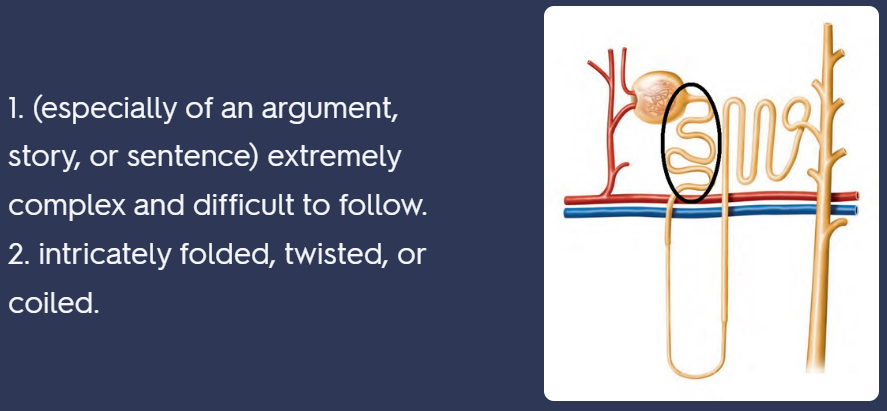 1. (especially of an argument,
story, or sentence) extremely
complex and difficult to follow.
2. intricately folded, twisted, or
coiled.